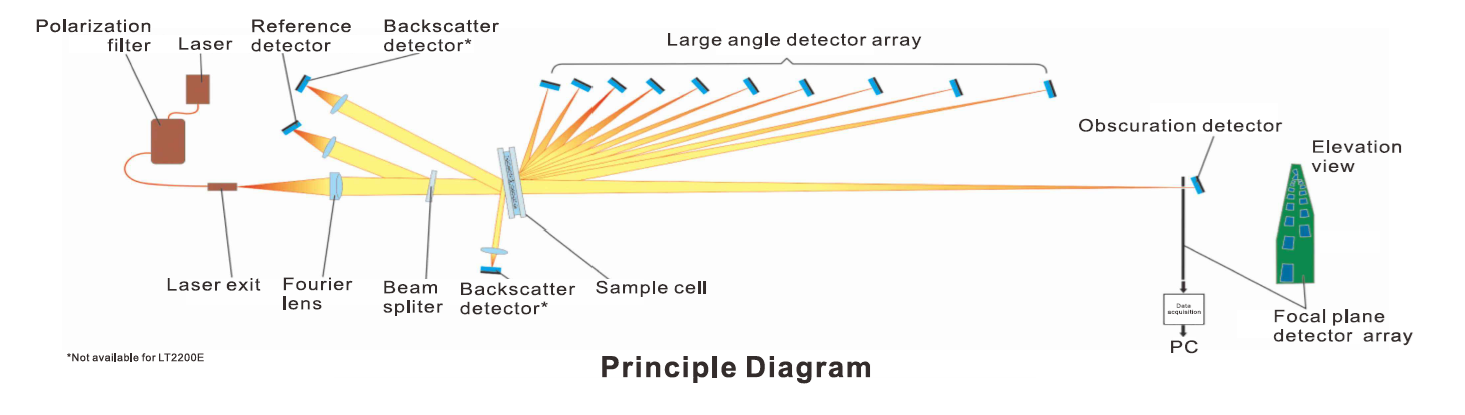 Polarization
filter
Laser
Reference
detector
Backscatter
detector*
Large angle detector array
Obscuration detector
Elevation
view
Laser exit
Fourier
lens
Beam
spliter
Backscatter
detector*
Sample cell
Data
acquisition
PC
Focal plane
detector array
*Not available for LT2200E
Principle Diagram